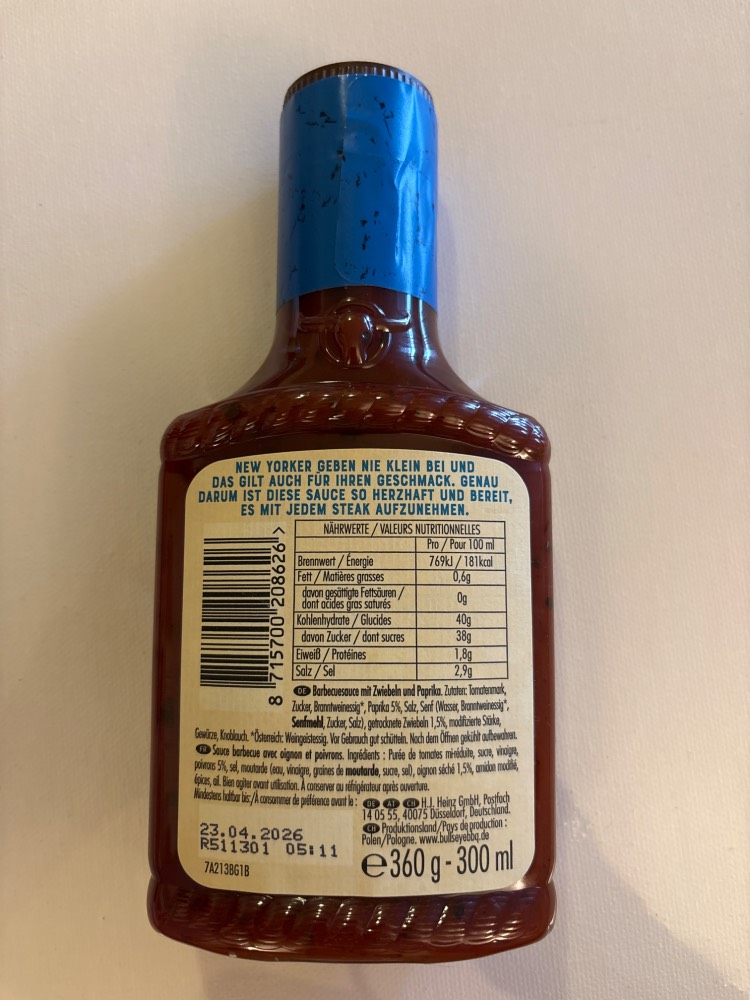 NEW YORKER GEBEN NIE KLEIN BEI UND
DAS GILT AUCH FÜR IHREN GESCHMACK. GENAU
DARUM IST DIESE SAUCE SO HERZHAFT UND BEREIT,
ES MIT JEDEM STEAK AUFZUNEHMEN.
NÄHRWERTE / VALEURS NUTRITIONNELLES
Pro / Pour 100 ml
Brennwert / Énergie 769kJ / 181kcal
Fett / Matières grasses 0,6g
davon gesättigte Fettsäuren /
dont acides gras saturés 0g
Kohlenhydrate / Glucides 40g
davon Zucker / dont sucres 38g
Eiweiß / Protéines 1,8g
Salz / Sel 2,9g
8 715700 208626 >
DE Barbecuesauce mit Zwiebeln und Paprika. Zutaten: Tomatenmark,
Zucker, Branntweinessig*, Paprika 5%, Salz, Senf (Wasser, Branntweinessig*,
Senfmehl, Zucker, Salz), getrocknete Zwiebeln 1,5%, modifizierte Stärke,
Gewürze, Knoblauch. *Österreich: Weingeistessig. Vor Gebrauch gut schütteln. Nach dem Öffnen gekühlt aufbewahren.
FR Sauce barbecue avec oignon et poivrons. Ingrédients : Purée de tomates mi-réduite, sucre, vinaigre,
poivrons 5%, sel, moutarde (eau, vinaigre, graines de moutarde, sucre, sel), oignon séché 1,5%, amidon modifié,
épices, ail. Bien agiter avant utilisation. À conserver au réfrigérateur après ouverture.
Mindestens haltbar bis:/À consommer de préférence avant le :
DE AT CH H.J. Heinz GmbH, Postfach
14 05 55, 40075 Düsseldorf, Deutschland.
CH Produktionsland/Pays de production :
Polen/Pologne. www.bullseyebbq.de
23.04.2026
R511301 05:11
7A213BG1B
e 360 g - 300 ml